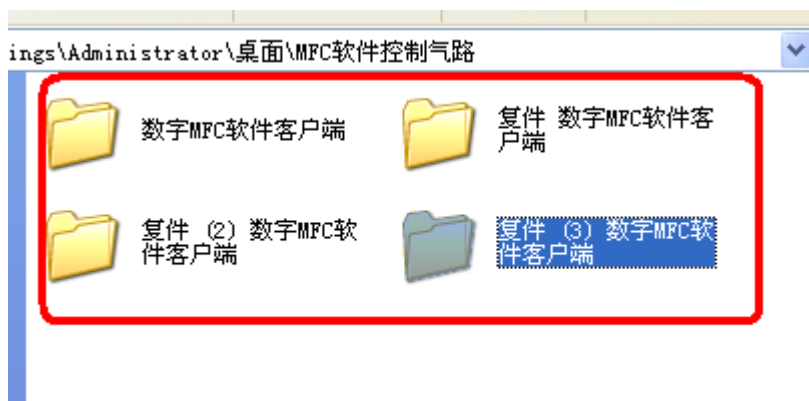 ings\Administrator\桌面\MFC软件控制气路
数字MFC软件客户端
复件 数字MFC软件客
户端
复件 (2) 数字MFC软
件客户端
复件 (3) 数字MFC软
件客户端